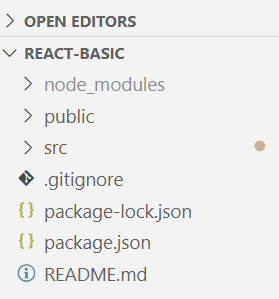 OPEN EDITORS
REACT-BASIC
node_modules
public
src
.gitignore
{} package-lock.json
{} package.json
README.md